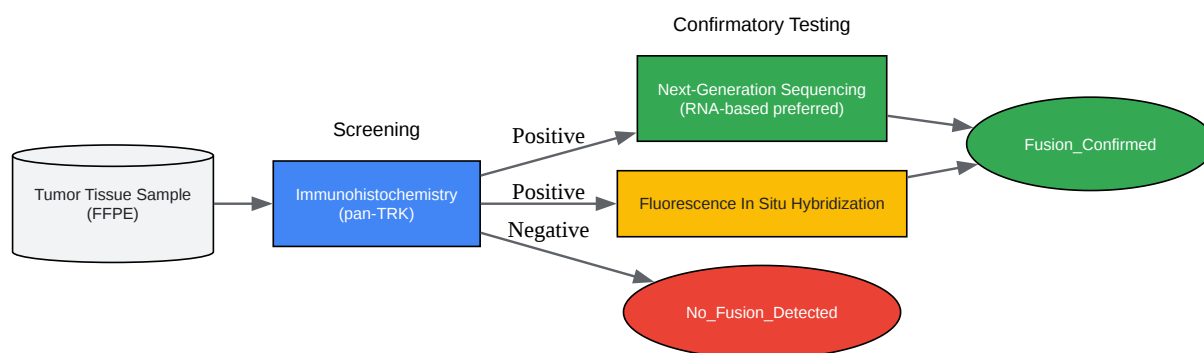 Confirmatory Testing
Screening
Tumor Tissue Sample
(FFPE)
Immunohistochemistry
(pan-TRK)
Positive
Positive
Negative
Next-Generation Sequencing
(RNA-based preferred)
Fluorescence In Situ Hybridization
No_Fusion_Detected
Fusion_Confirmed